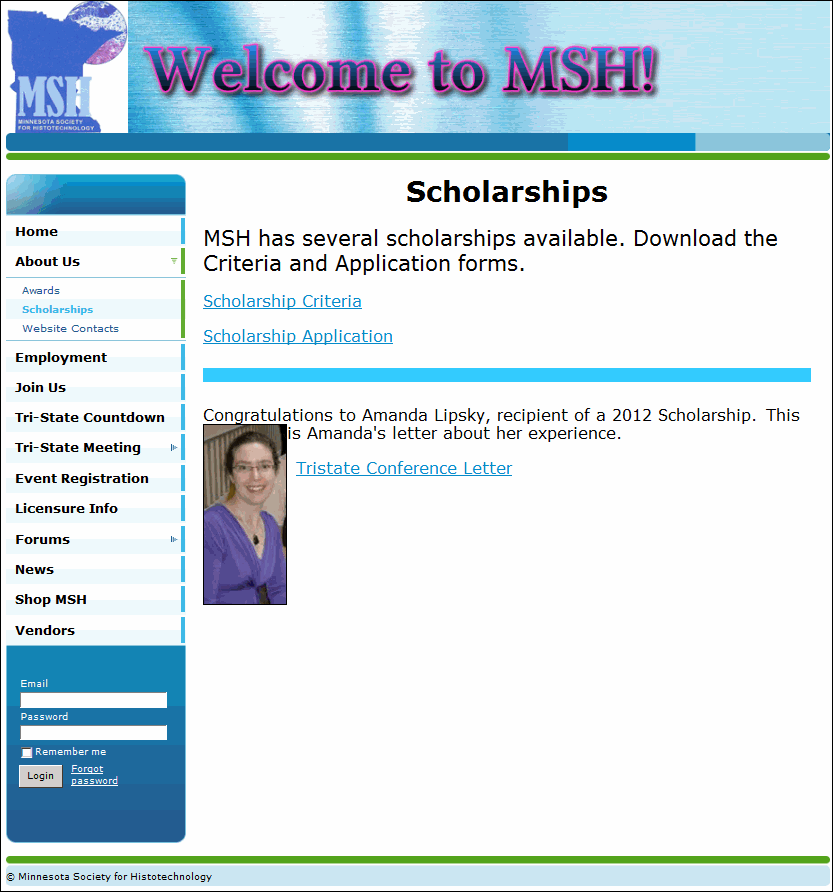 MSH
MINNESOTA SOCIETY
FOR HISTOTECHNOLOGY
Welcome to MSH!
Home
About Us
Awards
Scholarships
Website Contacts
Employment
Join Us
Tri-State Countdown
Tri-State Meeting
Event Registration
Licensure Info
Forums
News
Shop MSH
Vendors
Email
Password
Remember me
Login
Forgot
password
Scholarships
MSH has several scholarships available. Download the
Criteria and Application forms.
Scholarship Criteria
Scholarship Application
Congratulations to Amanda Lipsky, recipient of a 2012 Scholarship. This
is Amanda's letter about her experience.
Tristate Conference Letter
© Minnesota Society for Histotechnology